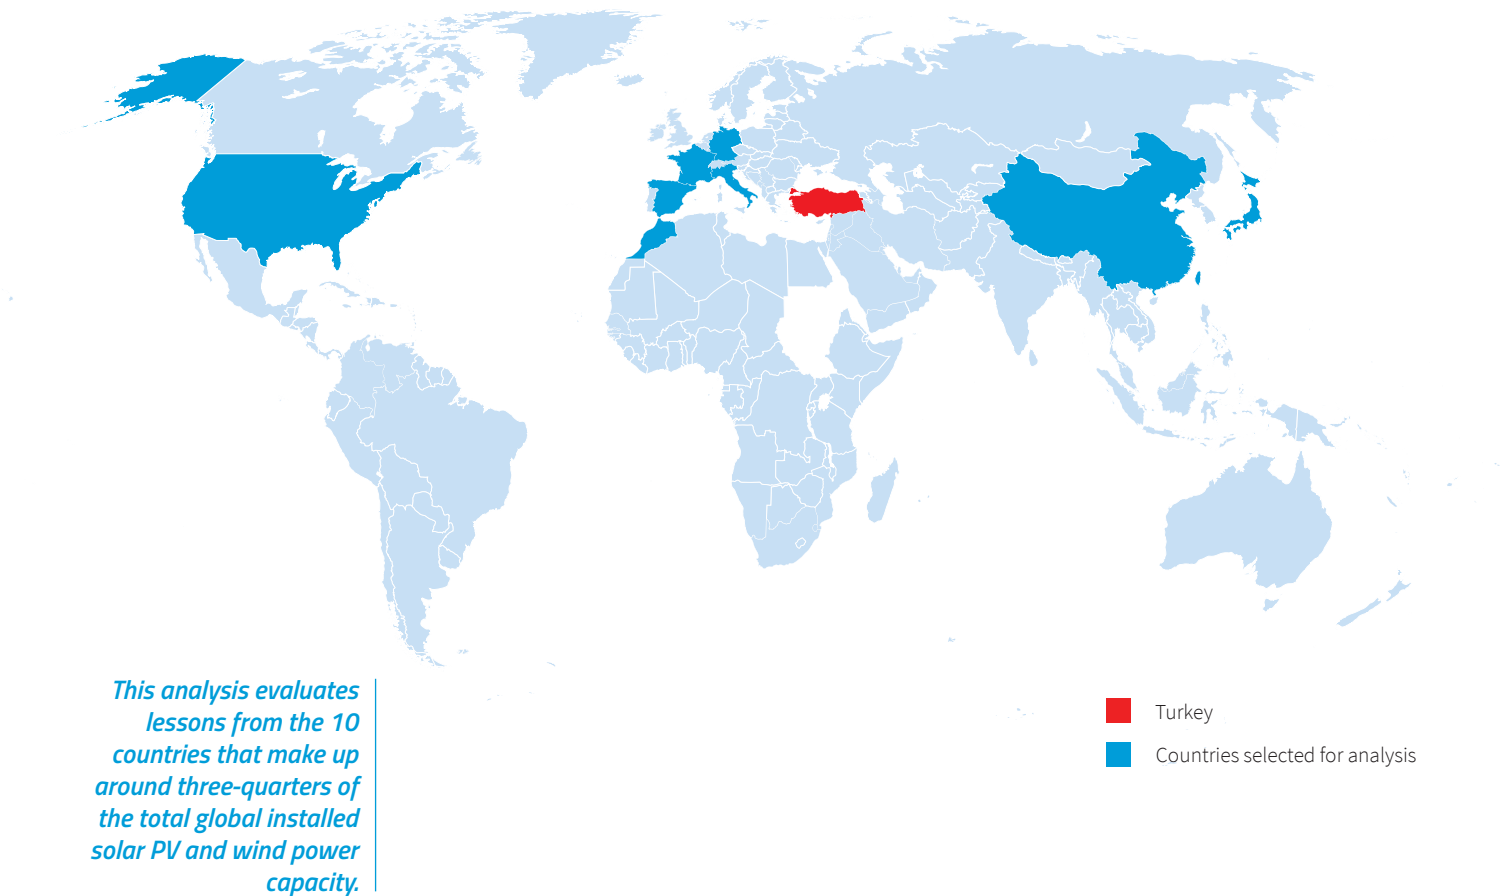 This analysis evaluates
lessons from the 10
countries that make up
around three-quarters of
the total global installed
solar PV and wind power
capacity.
Turkey
Countries selected for analysis